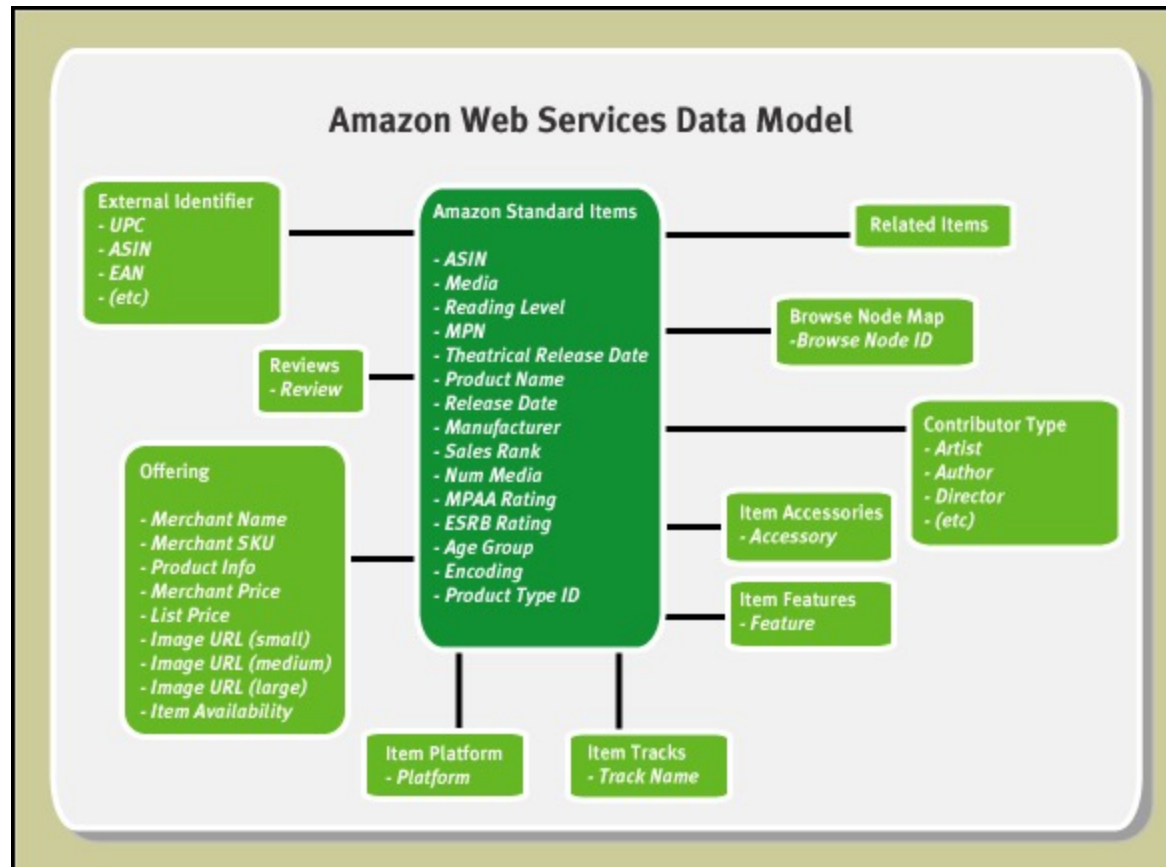 Amazon Web Services Data Model
External Identifier
- UPC
- ASIN
- EAN
- (etc)
Reviews
- Review
Offering
- Merchant Name
- Merchant SKU
- Product Info
- Merchant Price
- List Price
- Image URL (small)
- Image URL (medium)
- Image URL (large)
- Item Availability
Amazon Standard Items
- ASIN
- Media
- Reading Level
- MPN
- Theatrical Release Date
- Product Name
- Release Date
- Manufacturer
- Sales Rank
- Num Media
- MPAA Rating
- ESRB Rating
- Age Group
- Encoding
- Product Type ID
Related Items
Browse Node Map
-Browse Node ID
Contributor Type
- Artist
- Author
- Director
- (etc)
Item Accessories
- Accessory
Item Features
- Feature
Item Platform
- Platform
Item Tracks
- Track Name